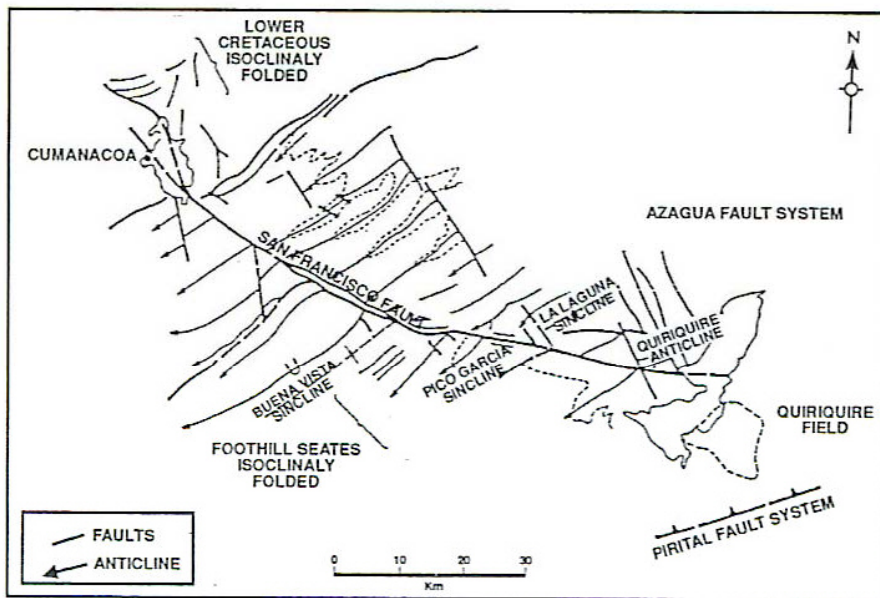 LOWER
CRETACEOUS
ISOCLINALY
FOLDED
N
CUMANACOA
AZAGUA FAULT SYSTEM
SAN FRANCISCO FAULT
LA LAGUNA
SINCLINE
QUIRIQUIRE
ANTICLINE
PICO GARCIA
SINCLINE
BUENA VISTA
SINCLINE
QUIRIQUIRE
FIELD
FOOTHILL SEATES
ISOCLINALY
FOLDED
PIRITAL FAULT SYSTEM
FAULTS
ANTICLINE
0 10 20 30
Km